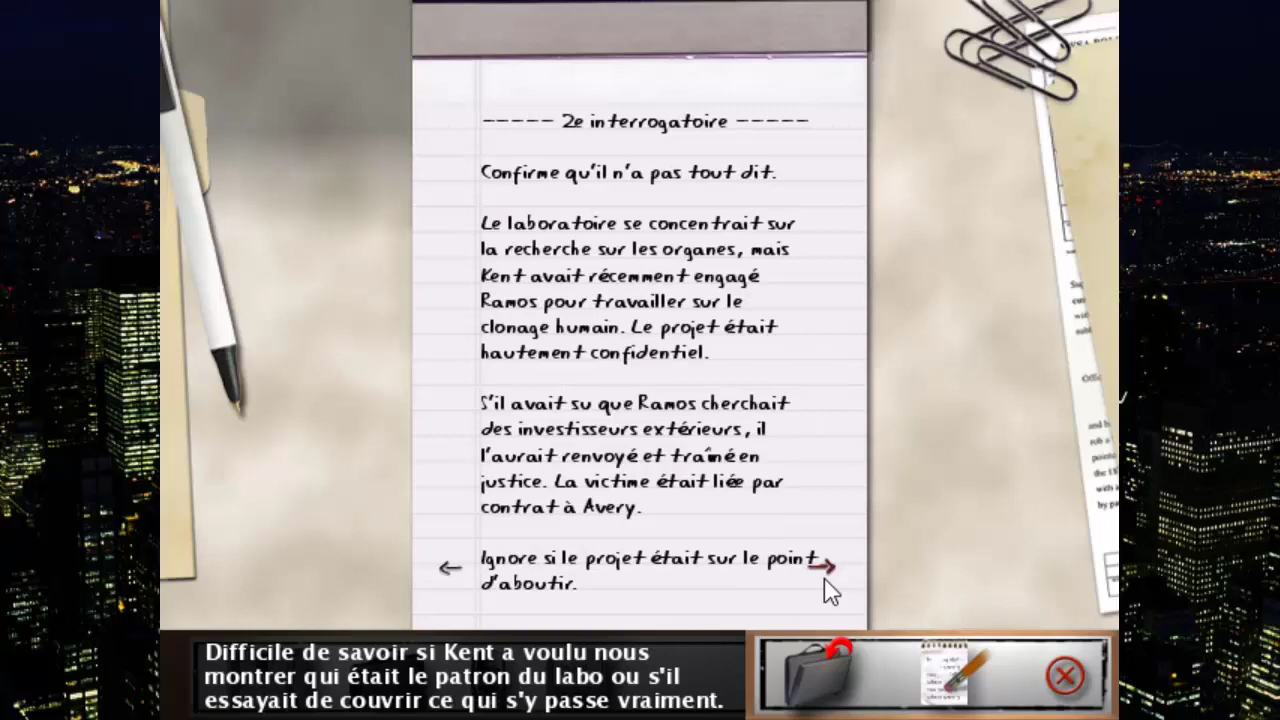 ----- 2e interrogatoire -----
Confirme qu'il n'a pas tout dit.
Le laboratoire se concentrait sur
la recherche sur les organes, mais
Kent avait récemment engagé
Ramos pour travailler sur le
clonage humain. Le projet était
hautement confidentiel.
S'il avait su que Ramos cherchait
des investisseurs extérieurs, il
l'aurait renvoyé et traîné en
justice. La victime était liée par
contrat à Avery.
Ignore si le projet était sur le point
d'aboutir.
Difficile de savoir si Kent a voulu nous
montrer qui était le patron du labo ou s'il
essayait de couvrir ce qui s'y passe vraiment.